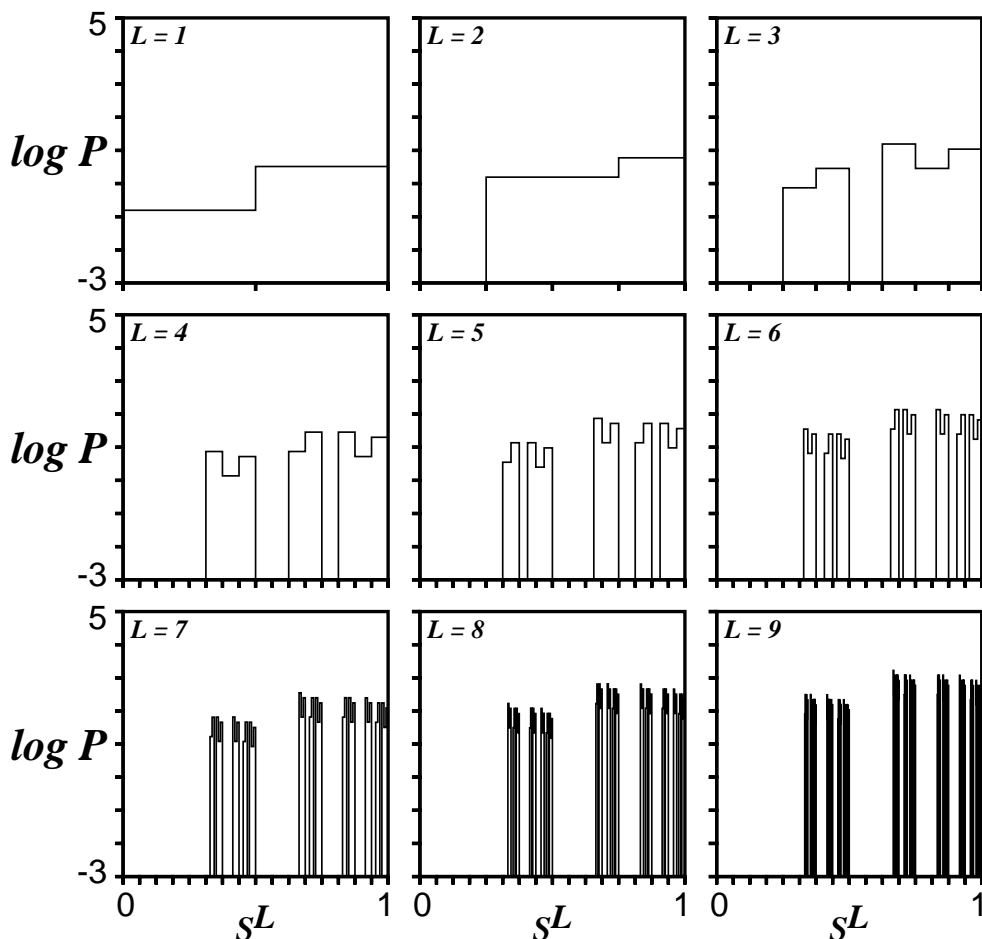 5
L = 1
L = 2
L = 3
log P
-3
5
L = 4
L = 5
L = 6
log P
-3
5
L = 7
L = 8
L = 9
log P
-3
0 s^L 1 0 s^L 1 0 s^L 1